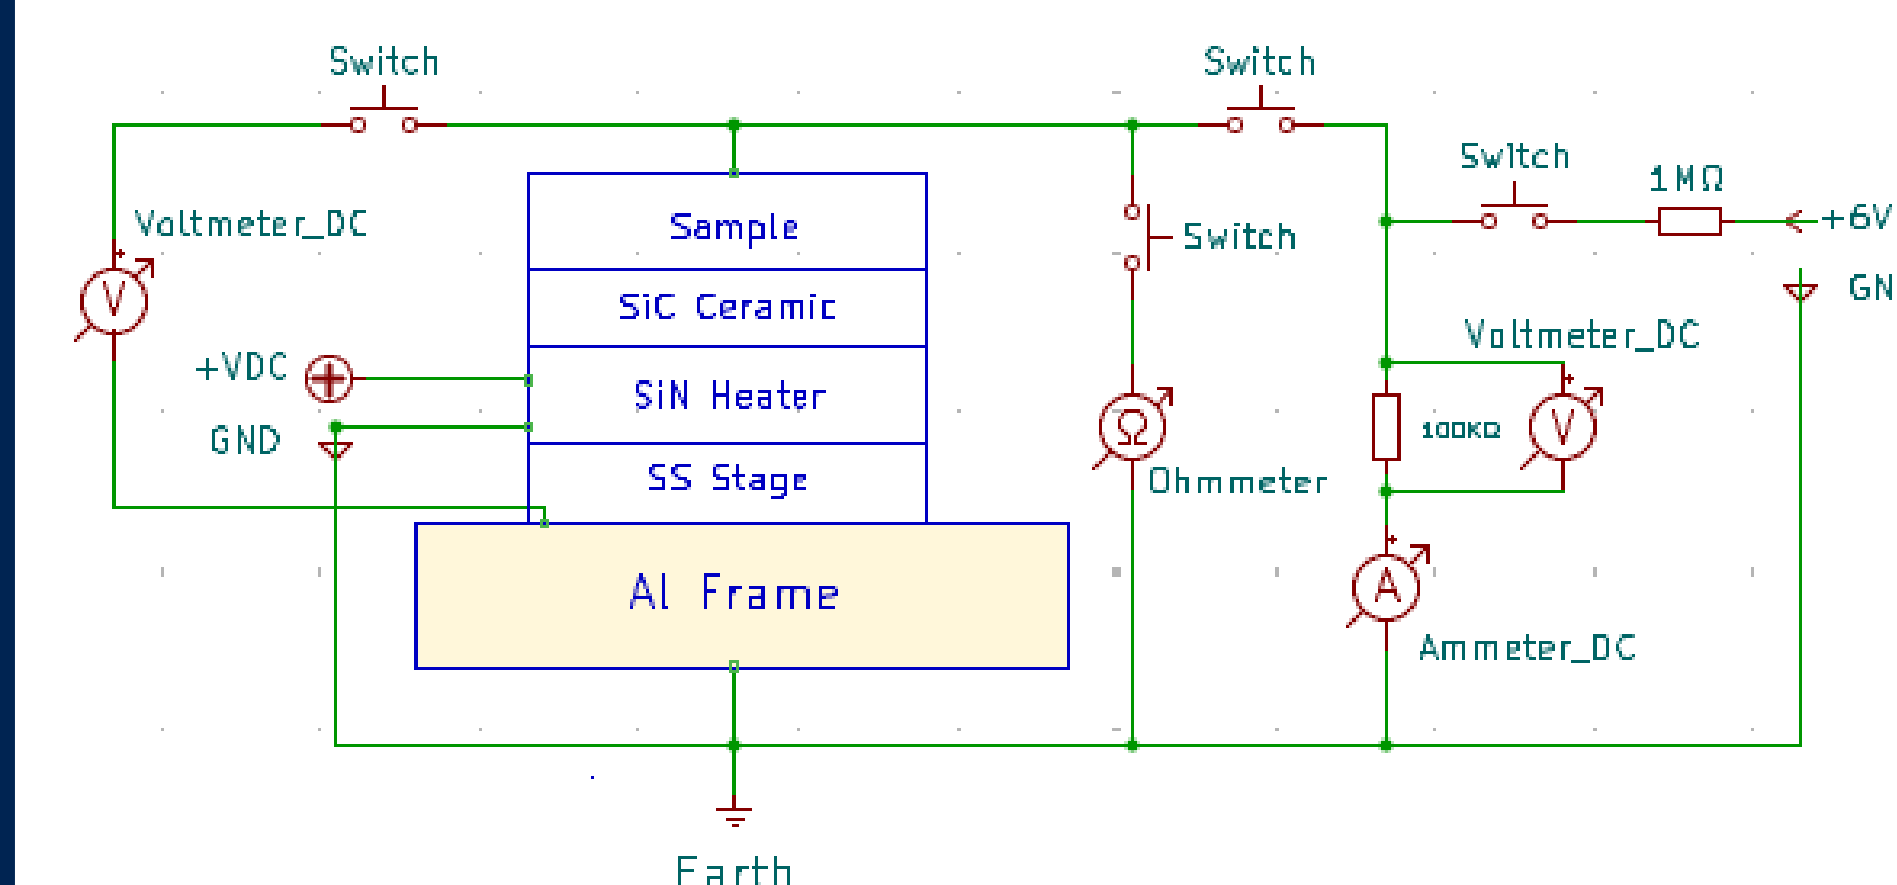 Switch
Switch
Switch
1MΩ
Voltmeter_DC
Sample
Switch
+6V
SiC Ceramic
GN
Voltmeter_DC
+VDC
SiN Heater
GND
100KΩ
SS Stage
Ohmmeter
Al Frame
Ammeter_DC
Earth
V
V
Ω
A